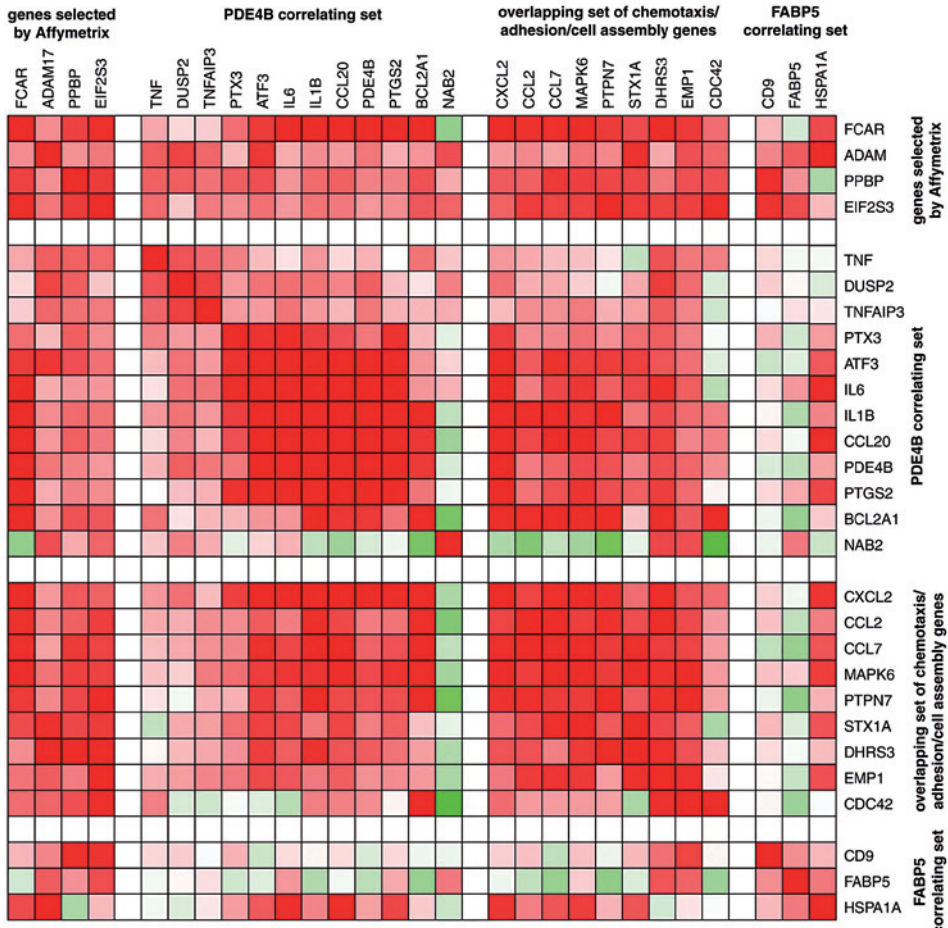 genes selected
by Affymetrix
PDE4B correlating set
overlapping set of chemotaxis/
adhesion/cell assembly genes
FABP5
correlating set
FCAR
ADAM17
PPBP
EIF2S3
TNF
DUSP2
TNFAIP3
PTX3
ATF3
IL6
IL1B
CCL20
PDE4B
PTGS2
BCL2A1
NAB2
CXCL2
CCL2
CCL7
MAPK6
PTPN7
STX1A
DHRS3
EMP1
CDC42
CD9
FABP5
HSPA1A
FCAR
ADAM
PPBP
EIF2S3
genes selected
by Affymetrix
TNF
DUSP2
TNFAIP3
PTX3
ATF3
IL6
IL1B
CCL20
PDE4B
PTGS2
BCL2A1
NAB2
PDE4B correlating set
CXCL2
CCL2
CCL7
MAPK6
PTPN7
STX1A
DHRS3
EMP1
CDC42
overlapping set of chemotaxis/
adhesion/cell assembly genes
CD9
FABP5
HSPA1A
FABP5
correlating set